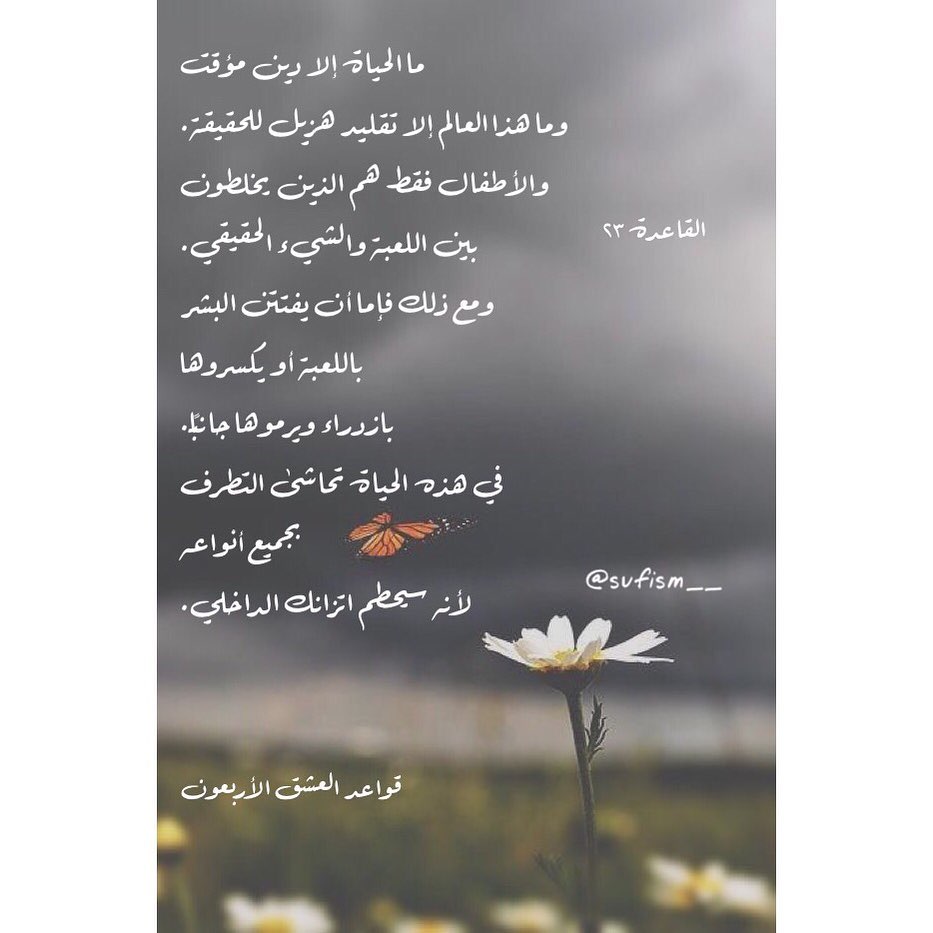 ما الحياة إلا دين مؤقت
وما هذا العالم إلا تقليد هزيل للحقيقة.
والأطفال فقط هم الذين يخلطون
القاعدة ٢٣
بين اللعبة والشيء الحقيقي.
ومع ذلك فإما أن يفتتن البشر
باللعبة أو يكسروها
بازدراء ويرموها جانبًا.
في هذه الحياة تحاشى التطرف
بجميع أنواعه
لأنه سيحطم اتزانك الداخلي.
@sufism__
قواعد العشق الأربعون